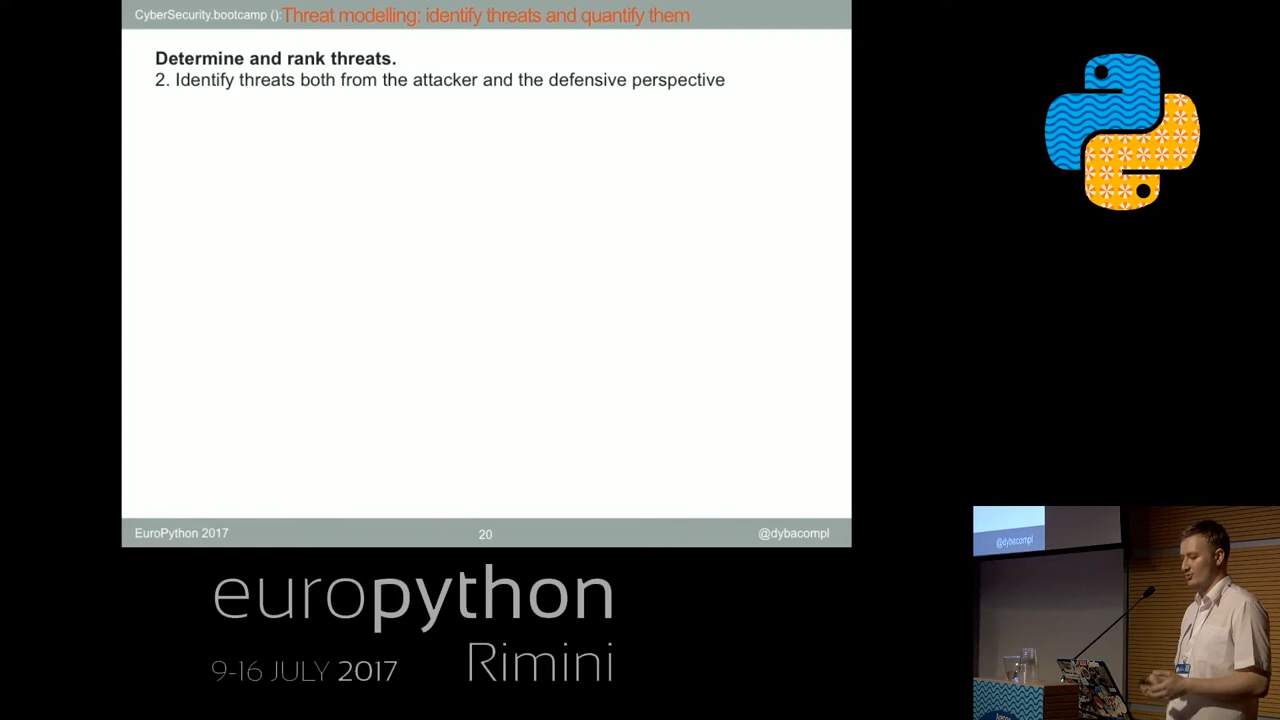 CyberSecurity.bootcamp ():Threat modelling: identify threats and quantify them
Determine and rank threats.
2. Identify threats both from the attacker and the defensive perspective
EuroPython 2017
20
@dybacompl
@dybacompl
europython
9-16 JULY 2017
Rimini